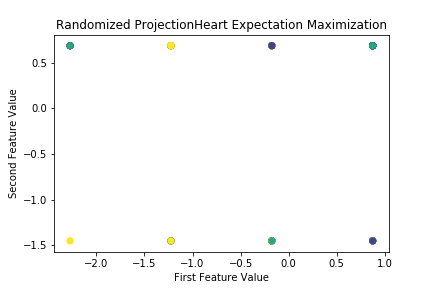 Randomized ProjectionHeart Expectation Maximization
0.5
0.0
−0.5
−1.0
−1.5
Second Feature Value
−2.0 −1.5 −1.0 −0.5 0.0 0.5 1.0
First Feature Value